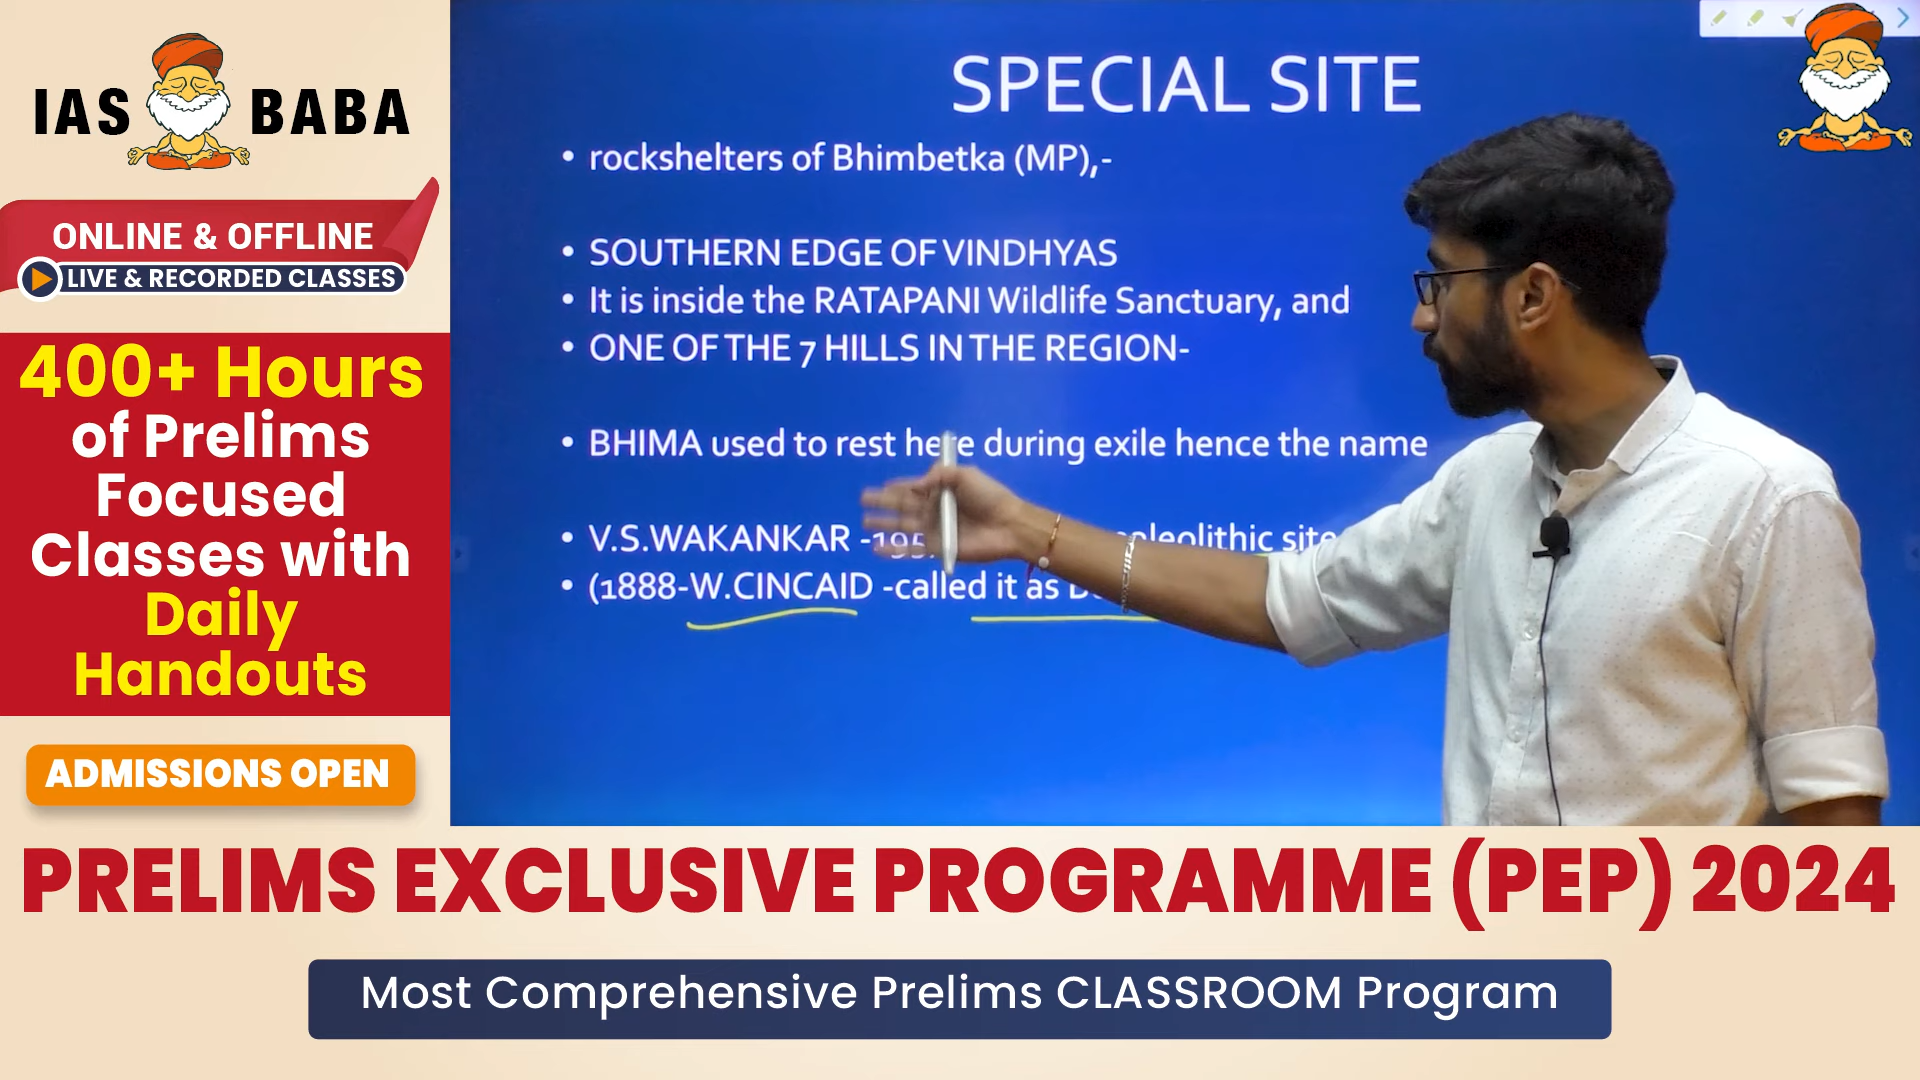 IAS BABA
ONLINE & OFFLINE
LIVE & RECORDED CLASSES
400+ Hours
of Prelims
Focused
Classes with
Daily
Handouts
ADMISSIONS OPEN
SPECIAL SITE
• rockshelters of Bhimbetka (MP),-
• SOUTHERN EDGE OF VINDHYAS
• It is inside the RATAPANI Wildlife Sanctuary, and
• ONE OF THE 7 HILLS IN THE REGION-
• BHIMA used to rest here during exile hence the name
• V.S.WAKANKAR - site
• (1888-W.CINCAID -called it as
PRELIMS EXCLUSIVE PROGRAMME (PEP) 2024
Most Comprehensive Prelims CLASSROOM Program